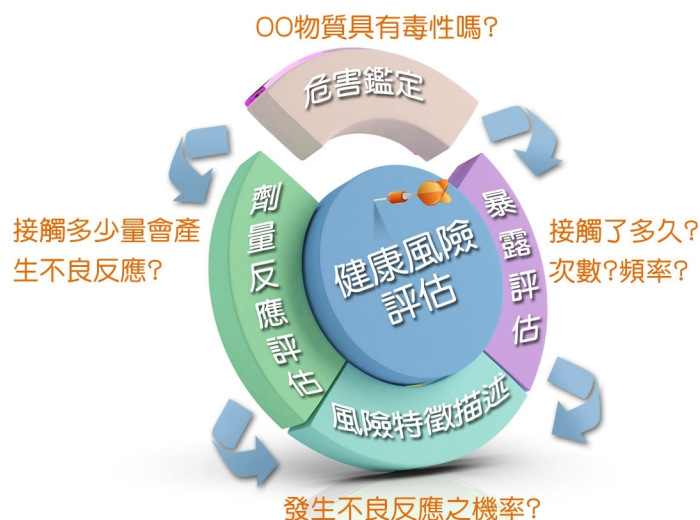 OO物質具有毒性嗎?
危害鑑定
接觸多少量會產
生不良反應?
劑量反應評估
健康風險
評估
暴露評估
接觸了多久?
次數?頻率?
風險特徵描述
發生不良反應之機率?